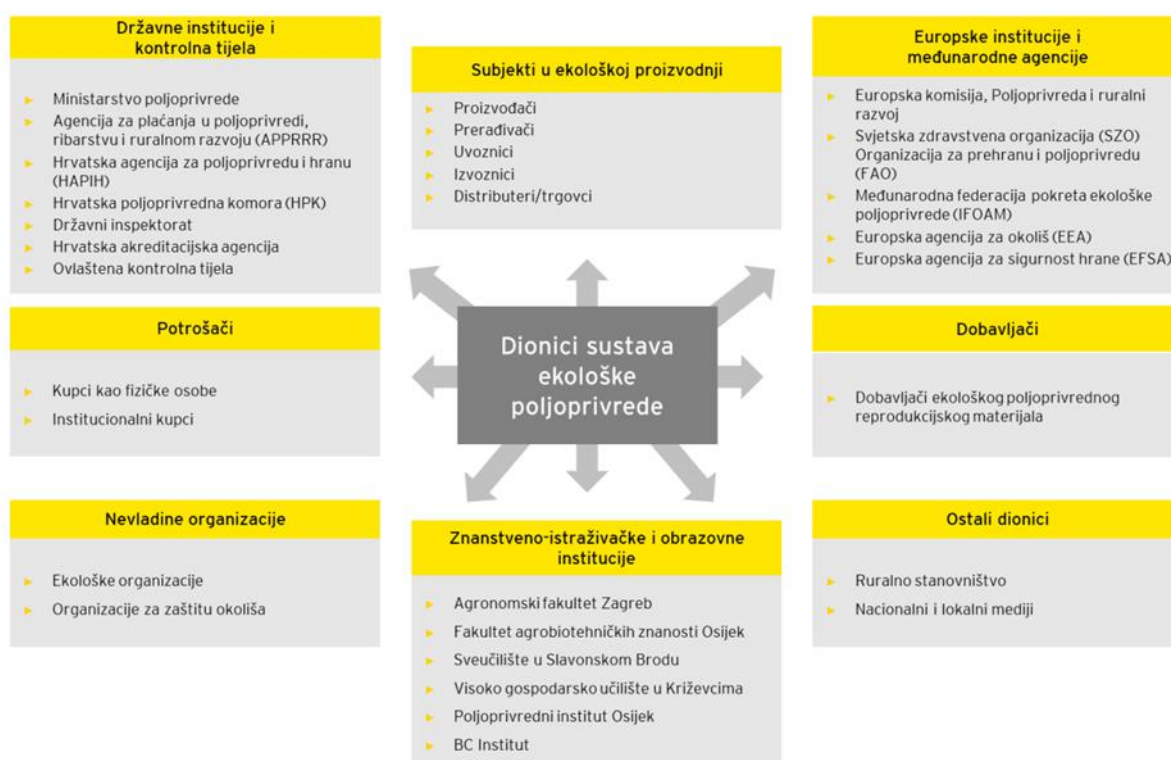 Državne institucije i
kontrolna tijela
Ministarstvo poljoprivrede
Agencija za plaćanja u poljoprivredi,
ribarstvu i ruralnom razvoju (APPRRR)
Hrvatska agencija za poljoprivredu i hranu
(HAPIH)
Hrvatska poljoprivredna komora (HPK)
Državni inspektorat
Hrvatska akreditacijska agencija
Ovlaštena kontrolna tijela
Subjekti u ekološkoj proizvodnji
Proizvođači
Prerađivači
Uvoznici
Izvoznici
Distributeri/trgovci
Europske institucije i
međunarodne agencije
Europska komisija, Poljoprivreda i ruralni
razvoj
Svjetska zdravstvena organizacija (SZO)
Organizacija za prehranu i poljoprivredu
(FAO)
Međunarodna federacija pokreta ekološke
poljoprivrede (IFOAM)
Europska agencija za okoliš (EEA)
Europska agencija za sigurnost hrane (EFSA)
Potrošači
Kupci kao fizičke osobe
Institucionalni kupci
Dionici sustava
ekološke
poljoprivrede
Dobavljači
Dobavljači ekološkog poljoprivrednog
reprodukcijskog materijala
Nevladine organizacije
Ekološke organizacije
Organizacije za zaštitu okoliša
Znanstveno-istraživačke i obrazovne
institucije
Agronomski fakultet Zagreb
Fakultet agrobiotehničkih znanosti Osijek
Sveučilište u Slavonskom Brodu
Visoko gospodarsko učilište u Križevcima
Poljoprivredni institut Osijek
BC Institut
Ostali dionici
Ruralno stanovništvo
Nacionalni i lokalni mediji